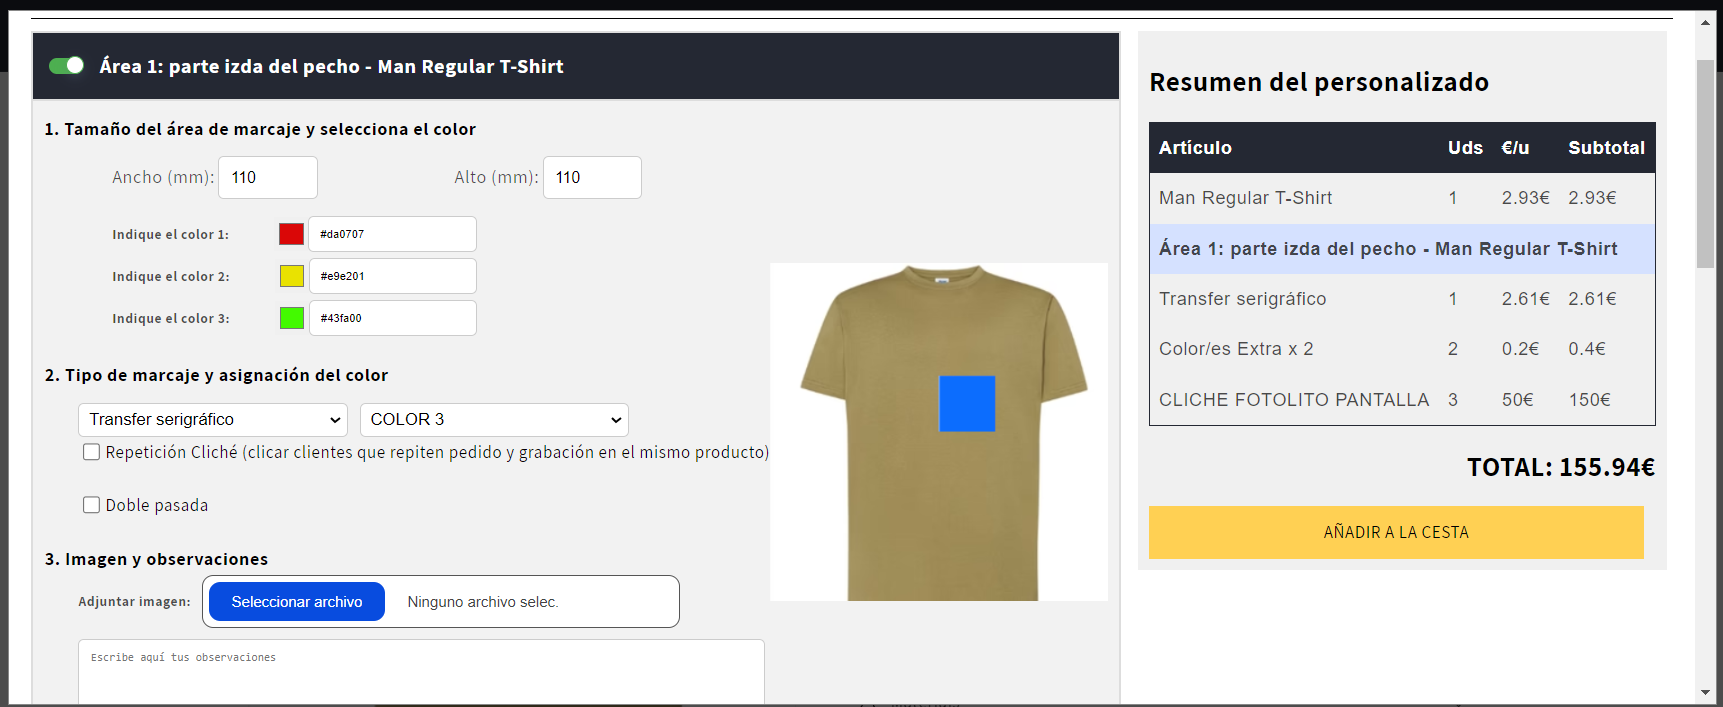 Área 1: parte izda del pecho - Man Regular T-Shirt
1. Tamaño del área de marcaje y selecciona el color
Ancho (mm): 110 Alto (mm): 110
Indique el color 1: #da0707
Indique el color 2: #e9e201
Indique el color 3: #43fa00
2. Tipo de marcaje y asignación del color
Transfer serigráfico COLOR 3
Repetición Cliché (clicar clientes que repiten pedido y grabación en el mismo producto)
Doble pasada
3. Imagen y observaciones
Adjuntar imagen: Seleccionar archivo Ninguno archivo selec.
Escribe aquí tus observaciones
Resumen del personalizado
Artículo Uds €/u Subtotal
Man Regular T-Shirt 1 2.93€ 2.93€
Área 1: parte izda del pecho - Man Regular T-Shirt
Transfer serigráfico 1 2.61€ 2.61€
Color/es Extra x 2 2 0.2€ 0.4€
CLICHE FOTOLITO PANTALLA 3 50€ 150€
TOTAL: 155.94€
AÑADIR A LA CESTA